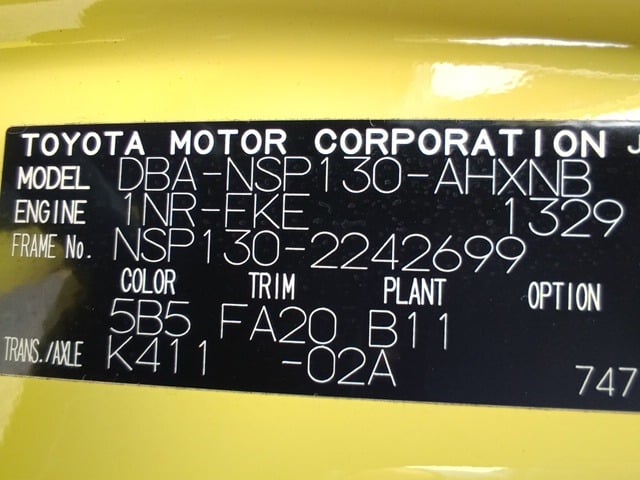 TOYOTA MOTOR CORPORATION J
MODEL DBA-NSP130-AHXNB
ENGINE 1NR-FKE 1329
FRAME No. NSP130-2242699
COLOR TRIM PLANT OPTION
5B5 FA20 B11
TRANS./AXLE K411 -02A
747